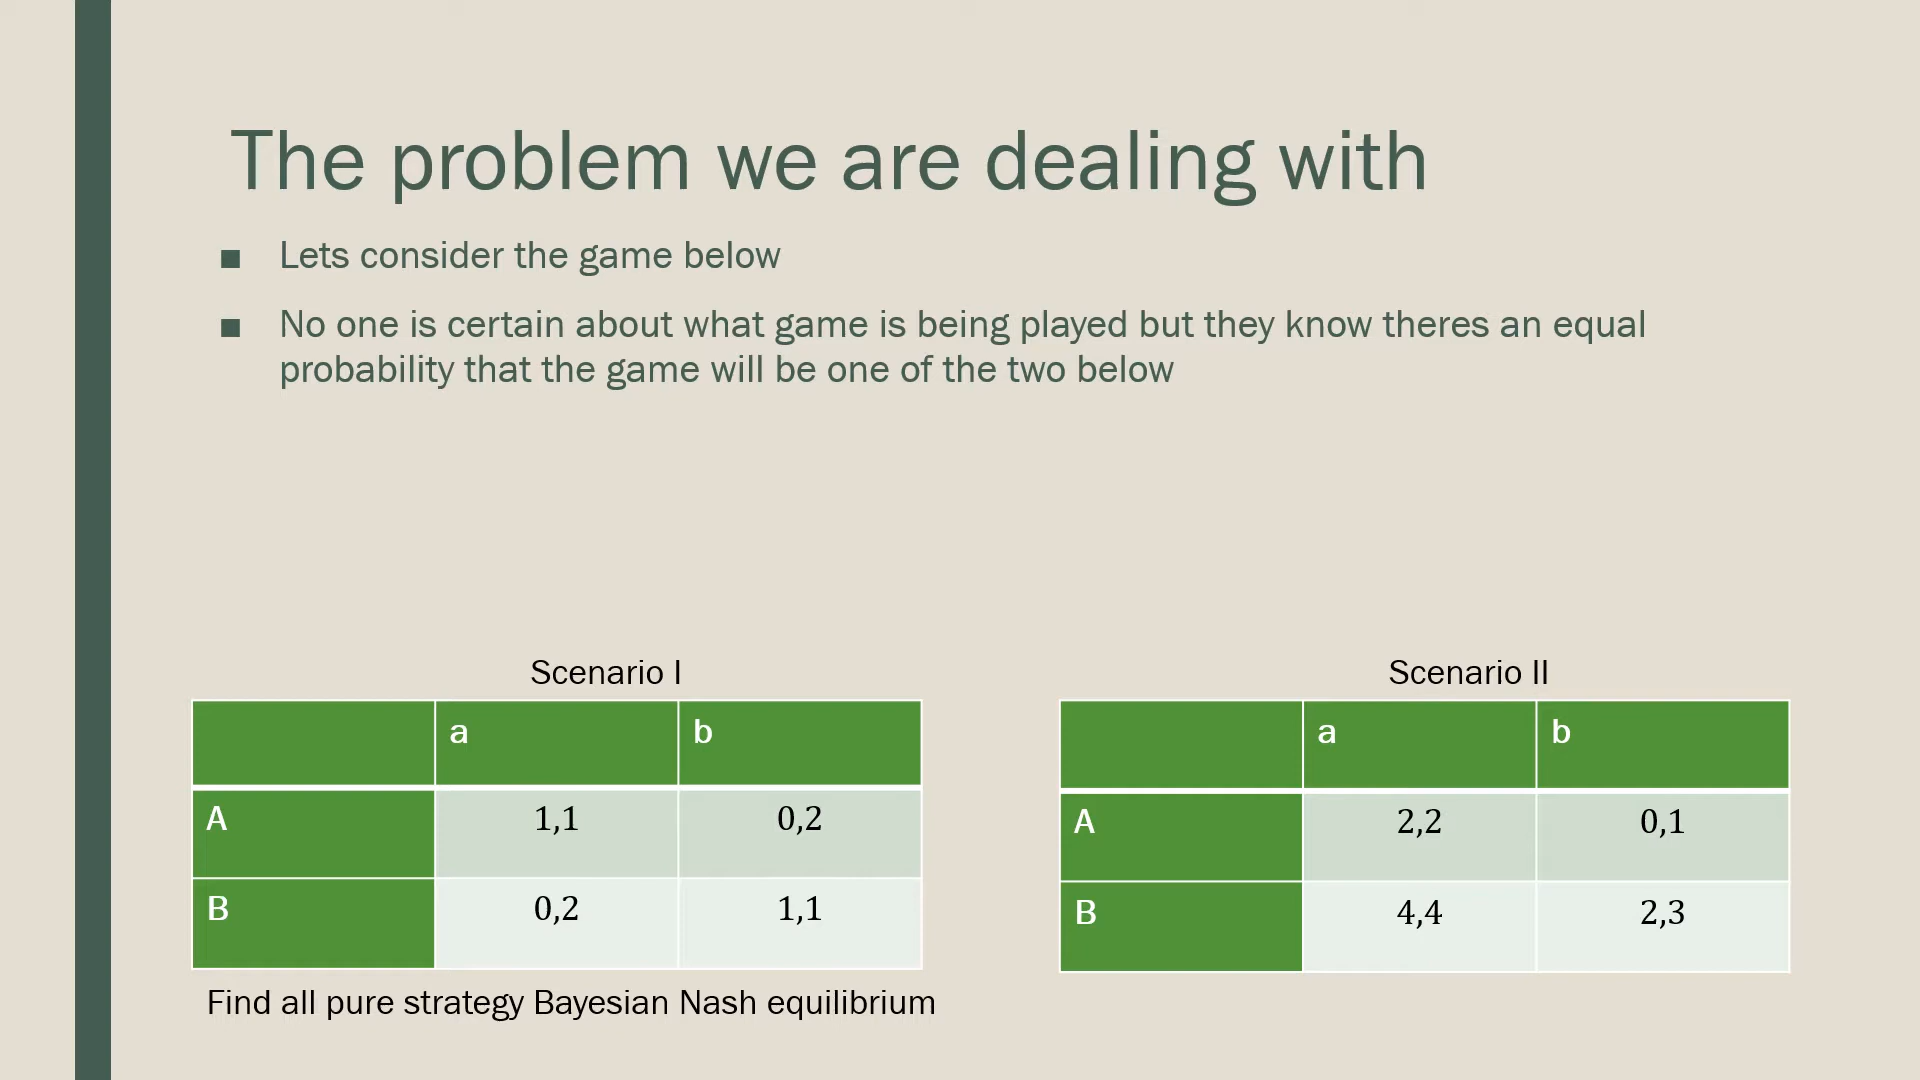 The problem we are dealing with
■ Lets consider the game below
■ No one is certain about what game is being played but they know theres an equal
probability that the game will be one of the two below
Scenario I
a b
A 1,1 0,2
B 0,2 1,1
Scenario II
a b
A 2,2 0,1
B 4,4 2,3
Find all pure strategy Bayesian Nash equilibrium